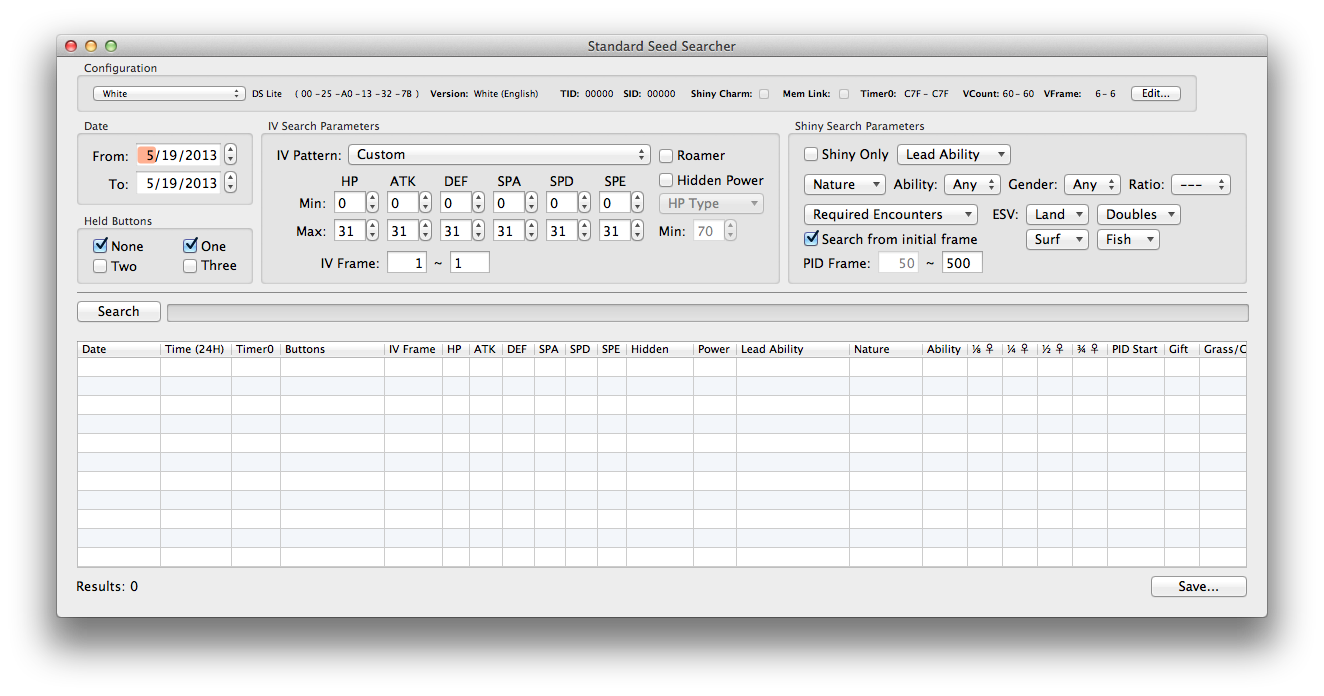 Standard Seed Searcher
Configuration
White DS Lite ( 00 -25 -A0 -13 -32 -78 ) Version: White (English) TID: 00000 SID: 00000 Shiny Charm: Mem Link: Timer0: C7F - C7F VCount: 60 - 60 VFrame: 6 - 6 Edit...
Date
From: 5/19/2013
To: 5/19/2013
Held Buttons
None One
Two Three
IV Search Parameters
IV Pattern: Custom Roamer
HP ATK DEF SPA SPD SPE Hidden Power
Min: 0 0 0 0 0 0 HP Type
Max: 31 31 31 31 31 31 Min: 70
IV Frame: 1 ~ 1
Shiny Search Parameters
Shiny Only Lead Ability
Nature Ability: Any Gender: Any Ratio: ---
Required Encounters ESV: Land Doubles
Search from initial frame Surf Fish
PID Frame: 50 ~ 500
Search
Date Time (24H) Timer0 Buttons IV Frame HP ATK DEF SPA SPD SPE Hidden Power Lead Ability Nature Ability ⅛ ♀ ¼ ♀ ½ ♀ ¾ ♀ PID Start Gift Grass/C
Results: 0
Save...